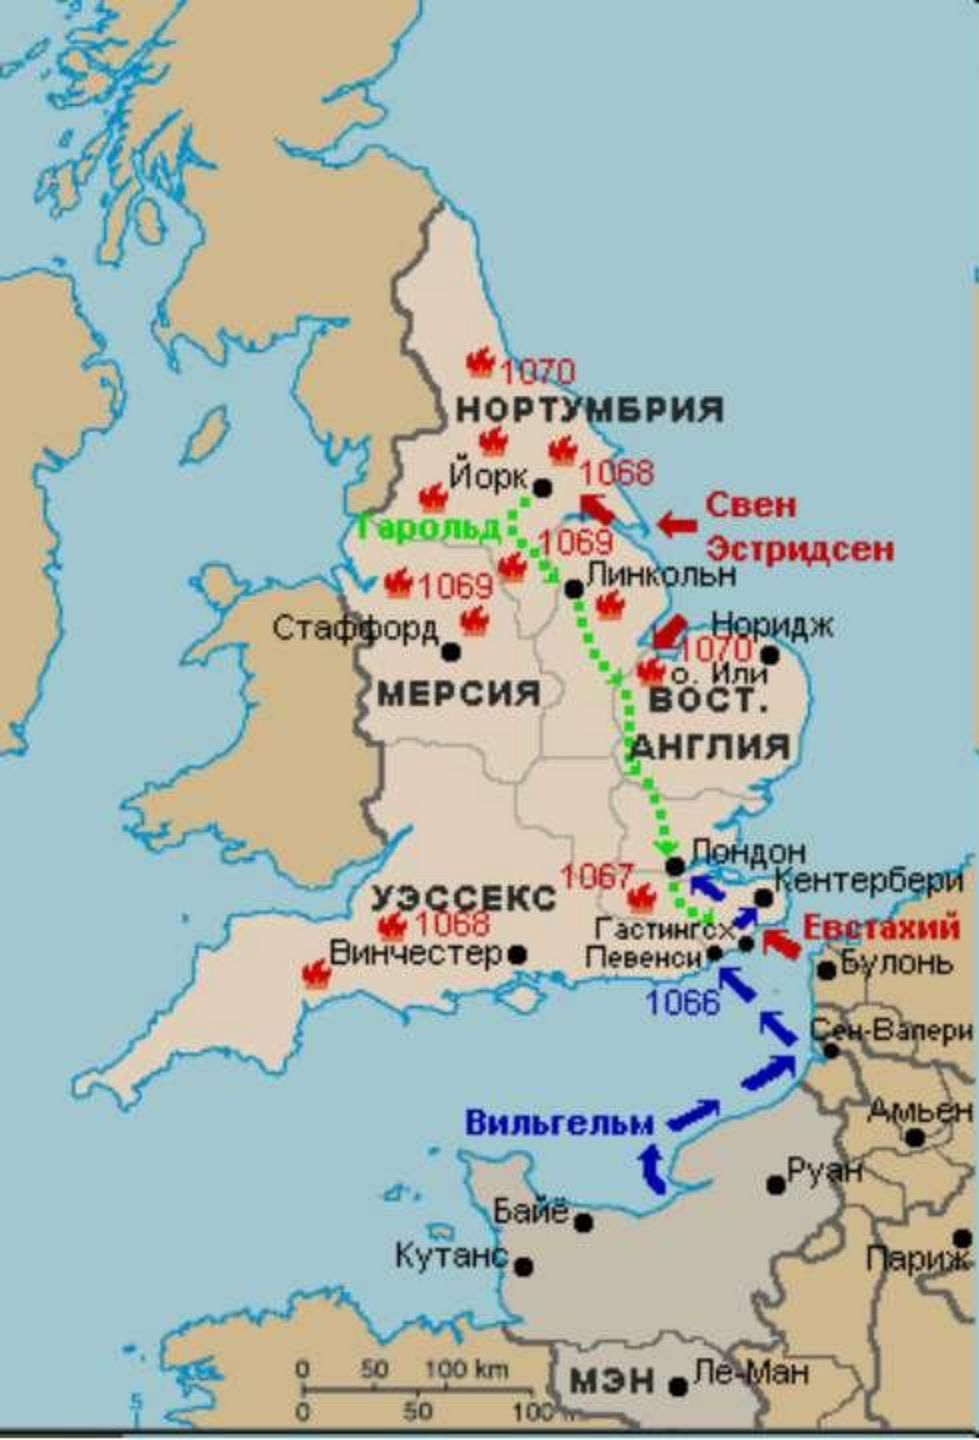 1070
НОРТУМБРИЯ
Йорк
1068
Гарольд
Свен
Эстридсен
1069
1069
Линкольн
Стаффорд
Норидж
1070
о. Или
МЕРСИЯ
ВОСТ.
АНГЛИЯ
Лондон
1067
Кентербери
УЭССЕКС
1068
Гастингс
Евстахий
Винчестер
Певенси
Булонь
1066
Сен-Валери
Вильгельм
Амьен
Руан
Байё
Кутанс
Париж
0 50 100 km
МЭН
Ле-Ман
0 50 100
5